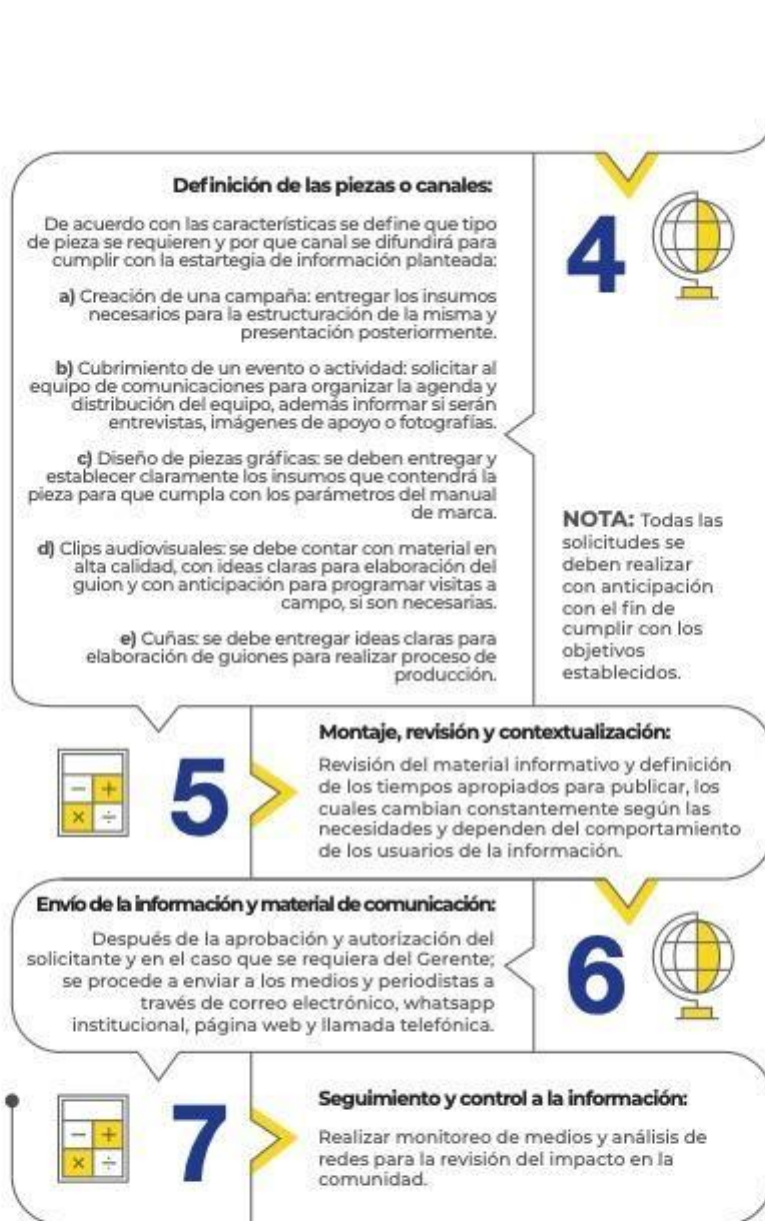 Definición de las piezas o canales:
De acuerdo con las características se define que tipo
de pieza se requieren y por que canal se difundirá para
cumplir con la estartegia de información planteada:
a) Creación de una campaña: entregar los insumos
necesarios para la estructuración de la misma y
presentación posteriormente.
b) Cubrimiento de un evento o actividad: solicitar al
equipo de comunicaciones para organizar la agenda y
distribución del equipo, además informar si serán
entrevistas, imágenes de apoyo o fotografías.
c) Diseño de piezas gráficas: se deben entregar y
establecer claramente los insumos que contendrá la
pieza para que cumpla con los parámetros del manual
de marca.
d) Clips audiovisuales: se debe contar con material en
alta calidad, con ideas claras para elaboración del
guion y con anticipación para programar visitas a
campo, si son necesarias.
e) Cuñas: se debe entregar ideas claras para
elaboración de guiones para realizar proceso de
producción.
4
NOTA: Todas las
solicitudes se
deben realizar
con anticipación
con el fin de
cumplir con los
objetivos
establecidos.
5
Montaje, revisión y contextualización:
Revisión del material informativo y definición
de los tiempos apropiados para publicar, los
cuales cambian constantemente según las
necesidades y dependen del comportamiento
de los usuarios de la información.
Envío de la información y material de comunicación:
Después de la aprobación y autorización del
solicitante y en el caso que se requiera del Gerente;
se procede a enviar a los medios y periodistas a
través de correo electrónico, whatsapp
institucional, página web y llamada telefónica.
6
7
Seguimiento y control a la información:
Realizar monitoreo de medios y análisis de
redes para la revisión del impacto en la
comunidad.